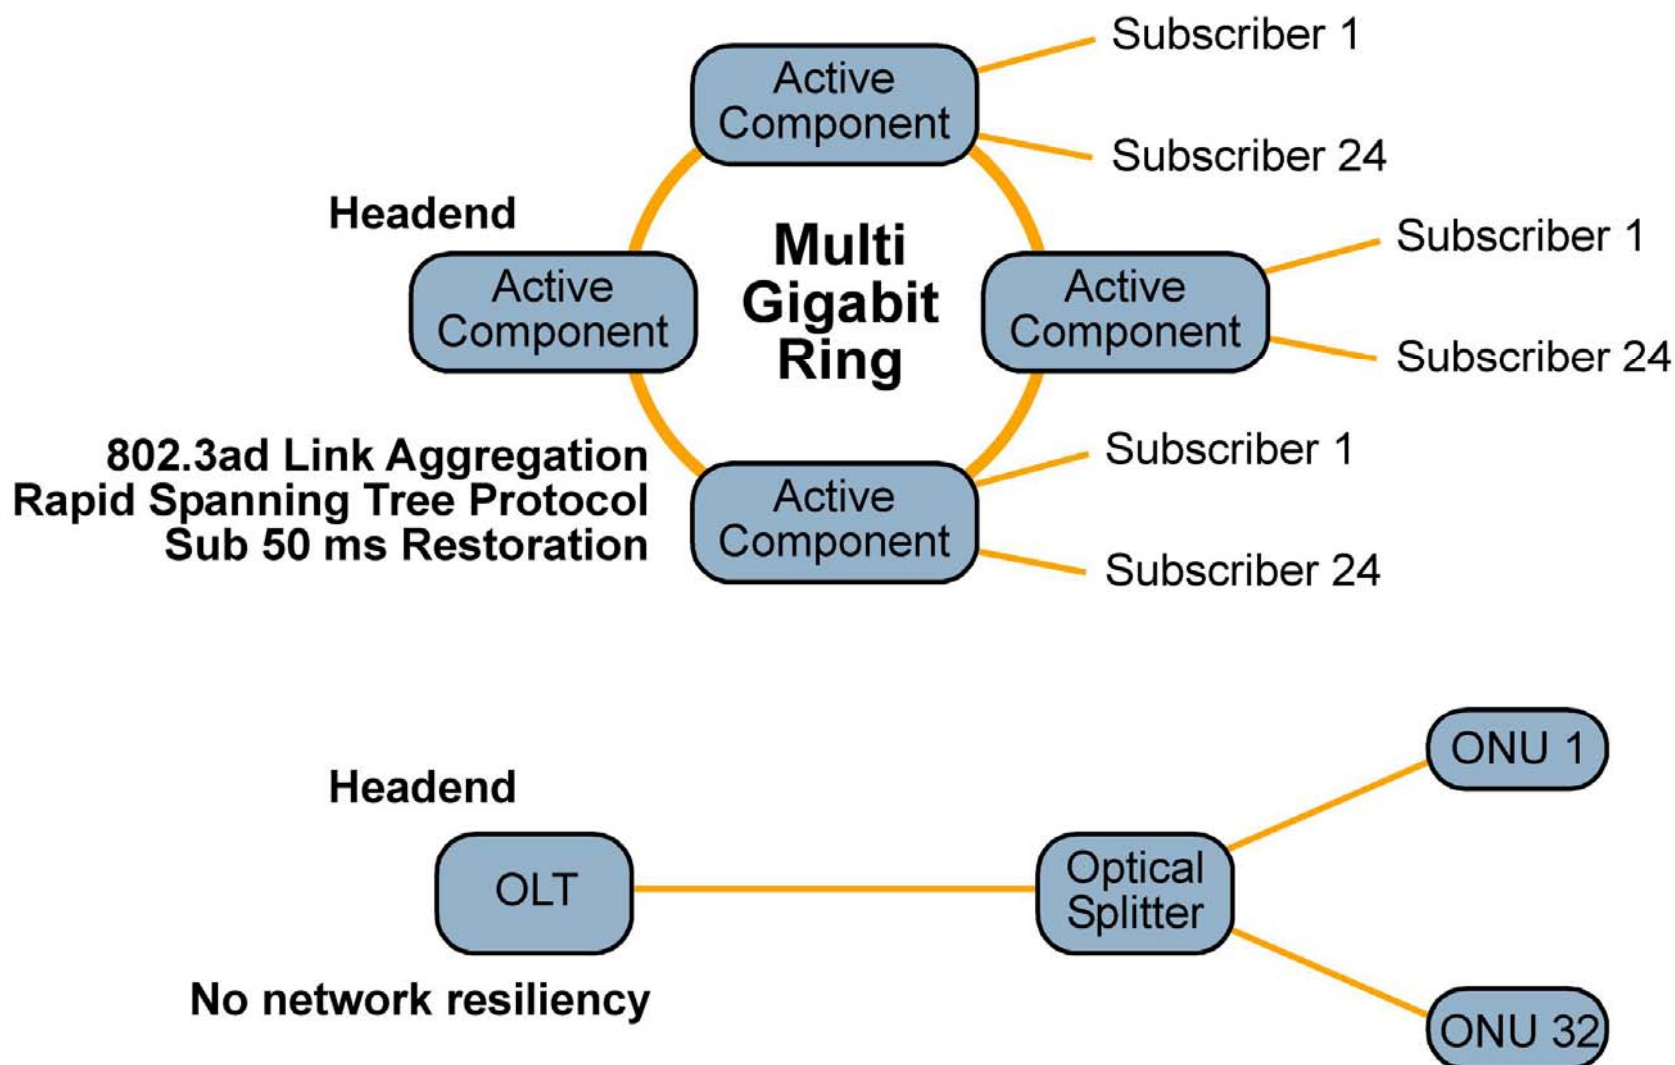 Subscriber 1
Active
Component
Subscriber 24
Headend
Multi
Gigabit
Ring
Active
Component
Active
Component
Subscriber 1
Subscriber 24
802.3ad Link Aggregation
Rapid Spanning Tree Protocol
Sub 50 ms Restoration
Active
Component
Subscriber 1
Subscriber 24
Headend
OLT
Optical
Splitter
ONU 1
ONU 32
No network resiliency